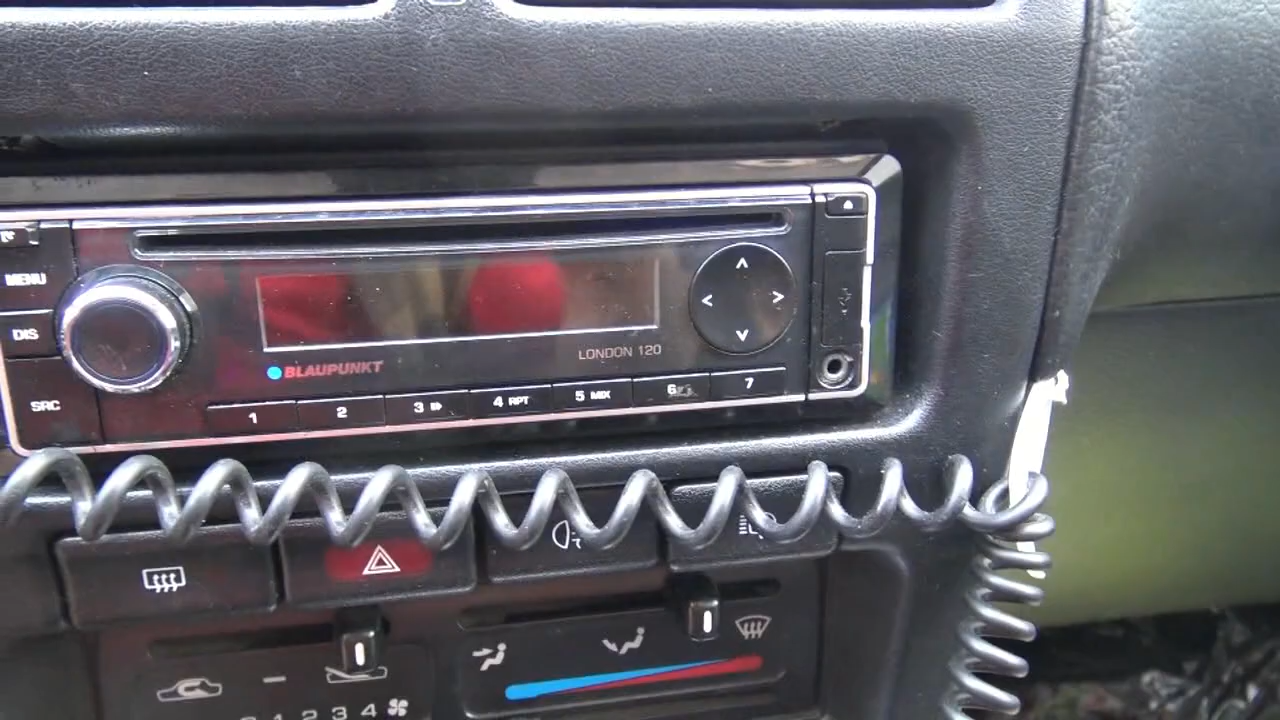 MENU
DIS
SRC
BLAUPUNKT
LONDON 120
1
2
3
4 RPT
5 MIX
6
7
1 2 3 4